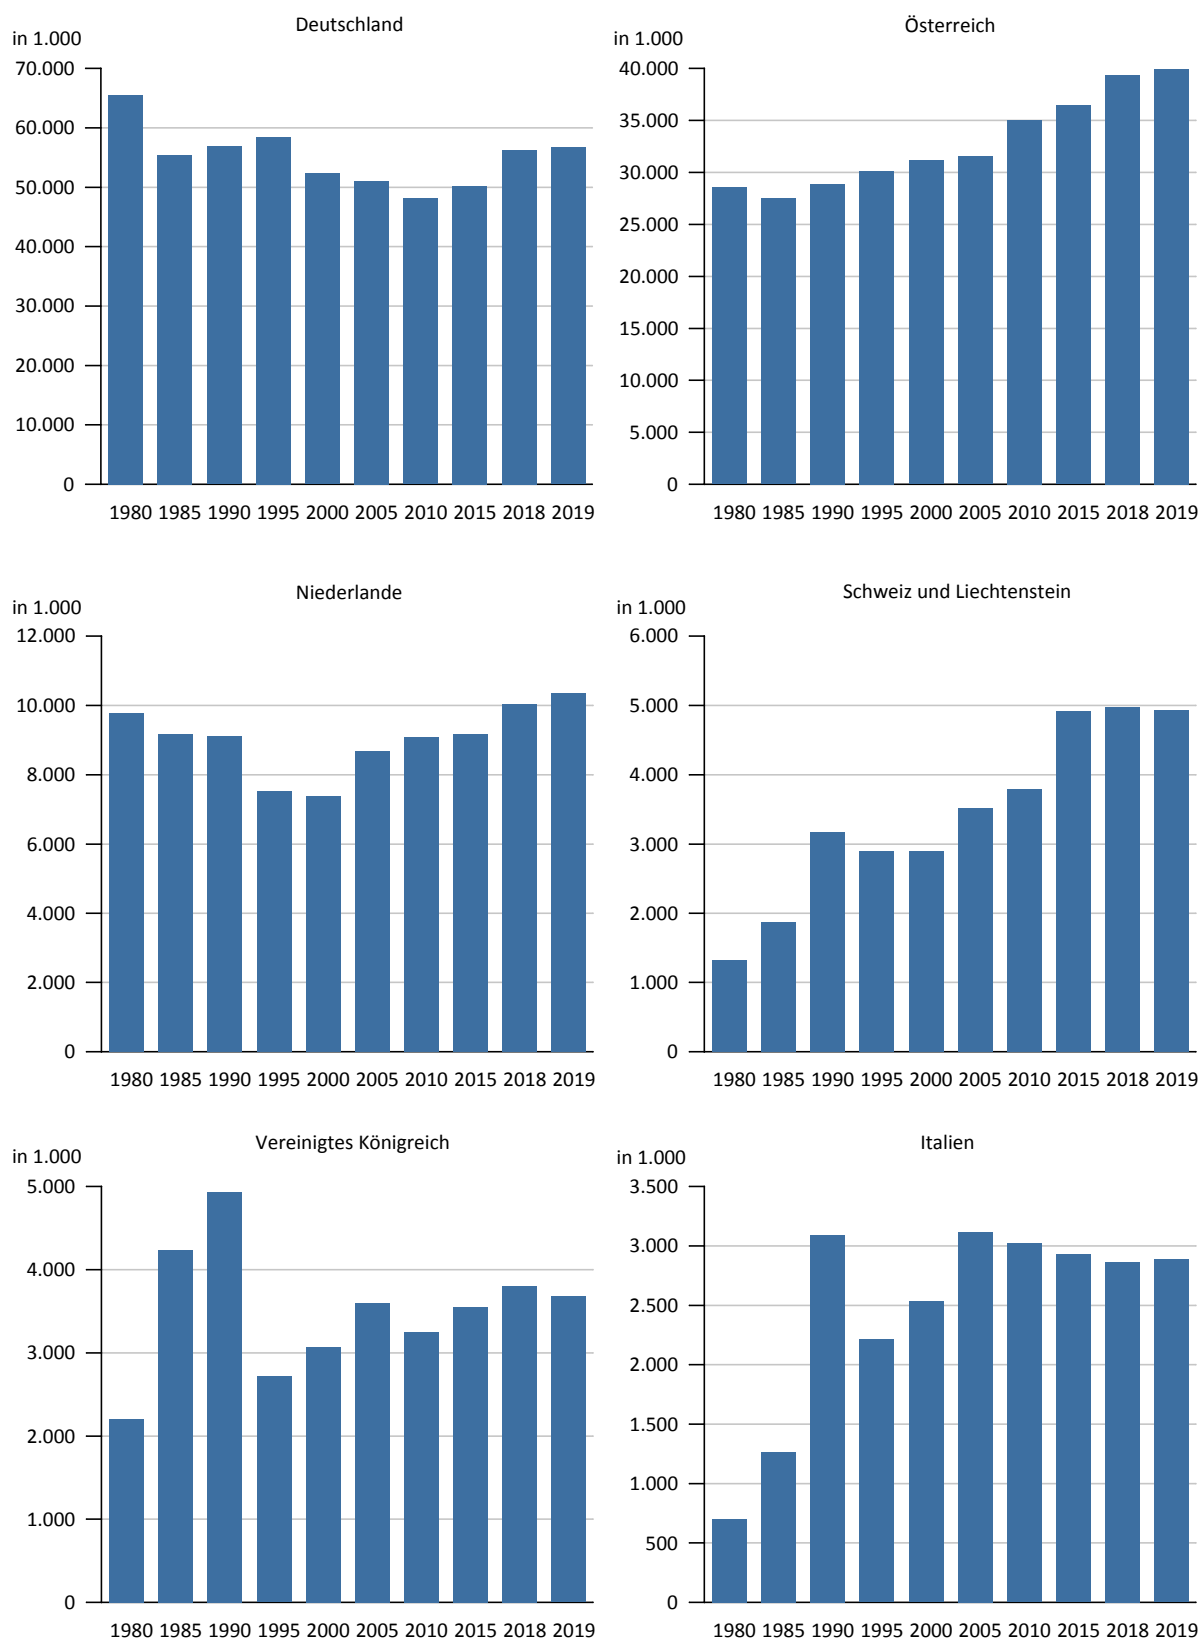 Deutschland
in 1.000
70.000
60.000
50.000
40.000
30.000
20.000
10.000
0
1980 1985 1990 1995 2000 2005 2010 2015 2018 2019
Österreich
in 1.000
40.000
35.000
30.000
25.000
20.000
15.000
10.000
5.000
0
1980 1985 1990 1995 2000 2005 2010 2015 2018 2019
Niederlande
in 1.000
12.000
10.000
8.000
6.000
4.000
2.000
0
1980 1985 1990 1995 2000 2005 2010 2015 2018 2019
Schweiz und Liechtenstein
in 1.000
6.000
5.000
4.000
3.000
2.000
1.000
0
1980 1985 1990 1995 2000 2005 2010 2015 2018 2019
Vereinigtes Königreich
in 1.000
5.000
4.000
3.000
2.000
1.000
0
1980 1985 1990 1995 2000 2005 2010 2015 2018 2019
Italien
in 1.000
3.500
3.000
2.500
2.000
1.500
1.000
500
0
1980 1985 1990 1995 2000 2005 2010 2015 2018 2019